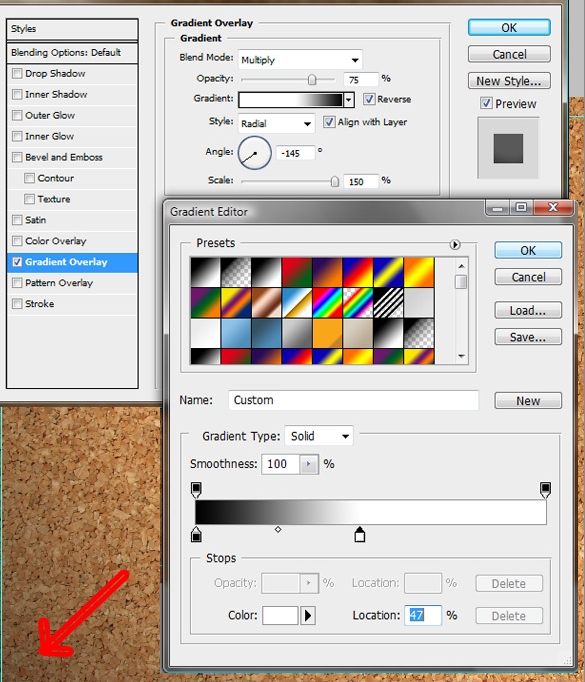 Styles
Blending Options: Default
Drop Shadow
Inner Shadow
Outer Glow
Inner Glow
Bevel and Emboss
Contour
Texture
Satin
Color Overlay
Gradient Overlay
Pattern Overlay
Stroke
Gradient Overlay
Gradient
Blend Mode: Multiply
Opacity: 75 %
Gradient: Reverse
Style: Radial Align with Layer
Angle: -145 °
Scale: 150 %
OK
Cancel
New Style...
Preview
Gradient Editor
Presets
OK
Cancel
Load...
Save...
Name: Custom
New
Gradient Type: Solid
Smoothness: 100 %
Stops
Opacity: % Location: % Delete
Color: Location: 47 % Delete